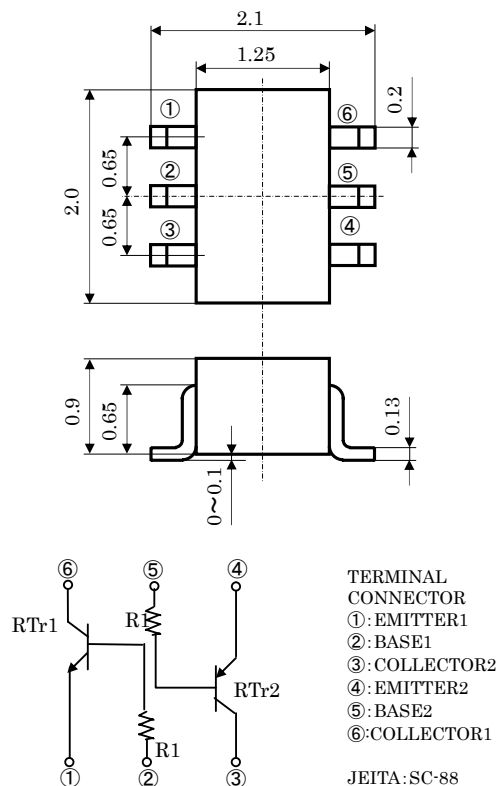 2.1
1.25
①
⑥
0.2
0.65
②
⑤
2.0
0.65
③
④
0.9
0.65
0.13
0~0.1
⑥
⑤
④
RTr1
R1
RTr2
R1
①
②
③
TERMINAL
CONNECTOR
①:EMITTER1
②:BASE1
③:COLLECTOR2
④:EMITTER2
⑤:BASE2
⑥:COLLECTOR1
JEITA:SC-88